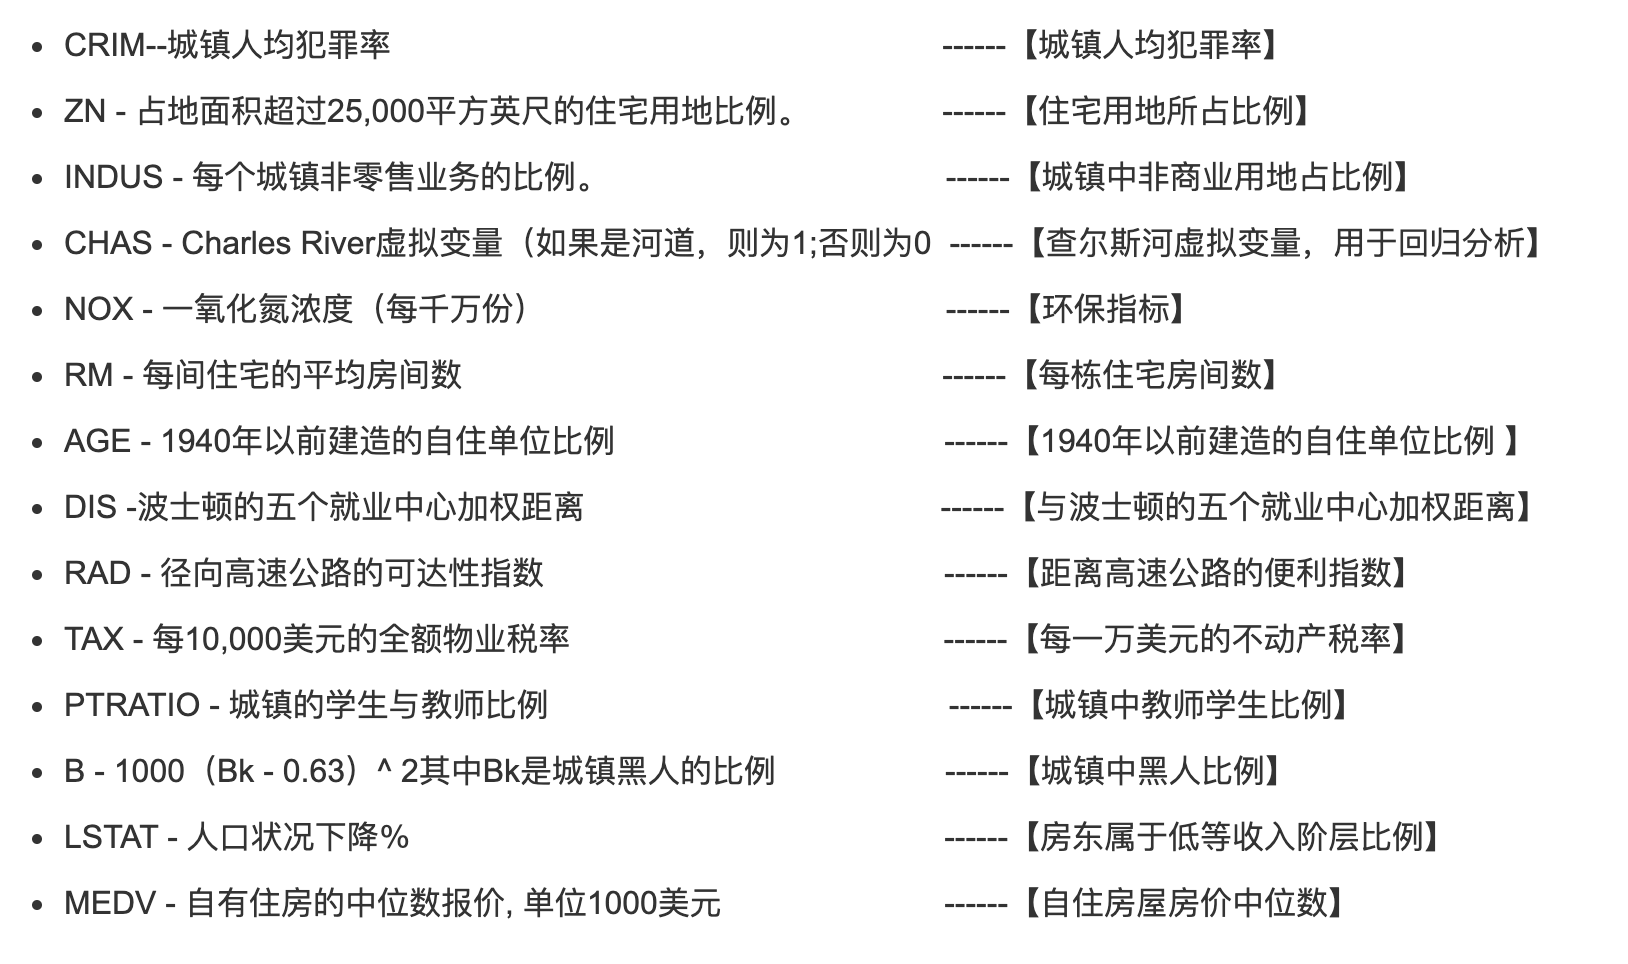 • CRIM--城镇人均犯罪率 ------【城镇人均犯罪率】
• ZN - 占地面积超过25,000平方英尺的住宅用地比例。 ------【住宅用地所占比例】
• INDUS - 每个城镇非零售业务的比例。 ------【城镇中非商业用地占比例】
• CHAS - Charles River虚拟变量（如果是河道，则为1;否则为0 ------【查尔斯河虚拟变量，用于回归分析】
• NOX - 一氧化氮浓度（每千万份） ------【环保指标】
• RM - 每间住宅的平均房间数 ------【每栋住宅房间数】
• AGE - 1940年以前建造的自住单位比例 ------【1940年以前建造的自住单位比例 】
• DIS -波士顿的五个就业中心加权距离 ------【与波士顿的五个就业中心加权距离】
• RAD - 径向高速公路的可达性指数 ------【距离高速公路的便利指数】
• TAX - 每10,000美元的全额物业税率 ------【每一万美元的不动产税率】
• PTRATIO - 城镇的学生与教师比例 ------【城镇中教师学生比例】
• B - 1000（Bk - 0.63）^ 2其中Bk是城镇黑人的比例 ------【城镇中黑人比例】
• LSTAT - 人口状况下降% ------【房东属于低等收入阶层比例】
• MEDV - 自有住房的中位数报价, 单位1000美元 ------【自住房屋房价中位数】